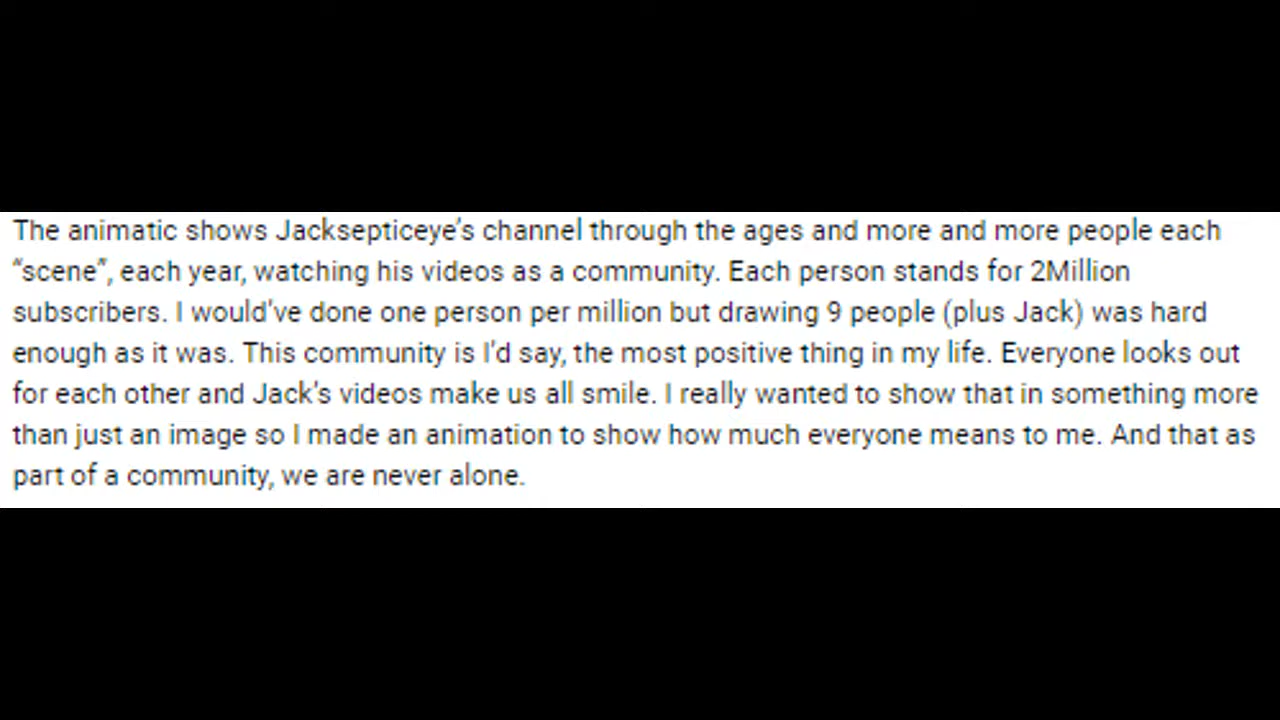 The animatic shows Jacksepticeye’s channel through the ages and more and more people each
“scene”, each year, watching his videos as a community. Each person stands for 2Million
subscribers. I would’ve done one person per million but drawing 9 people (plus Jack) was hard
enough as it was. This community is I’d say, the most positive thing in my life. Everyone looks out
for each other and Jack’s videos make us all smile. I really wanted to show that in something more
than just an image so I made an animation to show how much everyone means to me. And that as
part of a community, we are never alone.